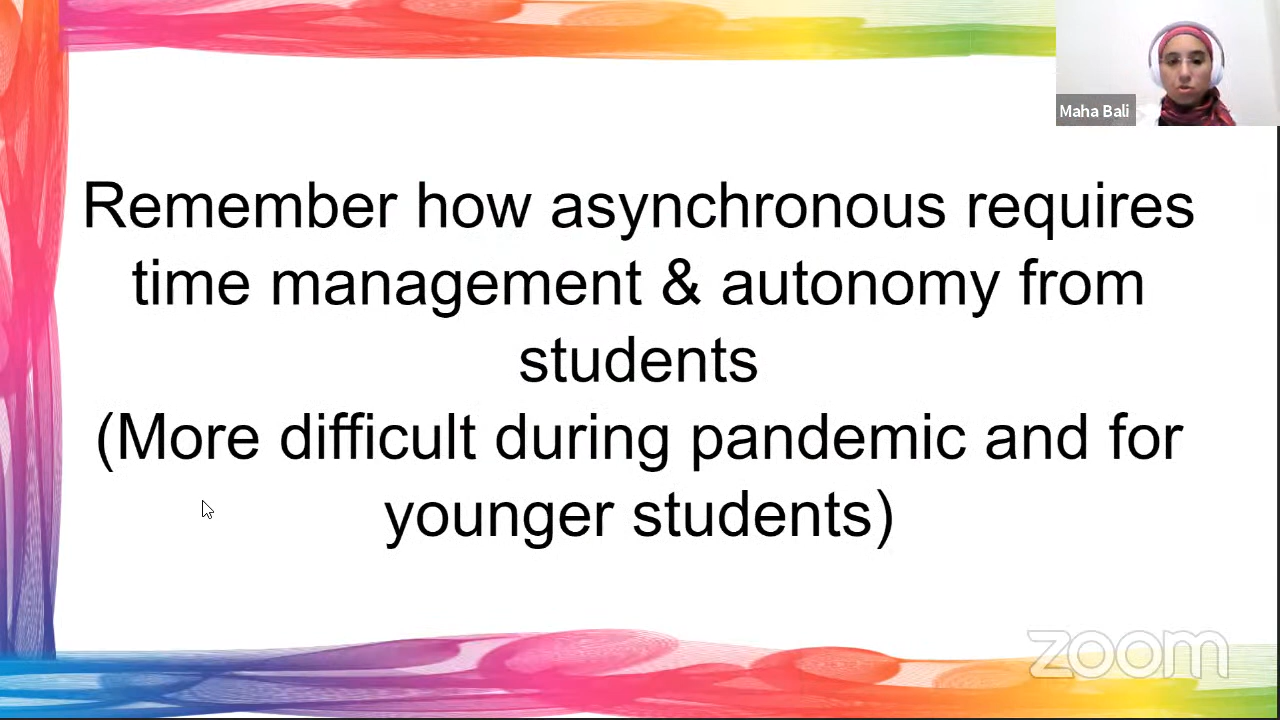 Maha Bali
Remember how asynchronous requires
time management & autonomy from
students
(More difficult during pandemic and for
younger students)
zoom